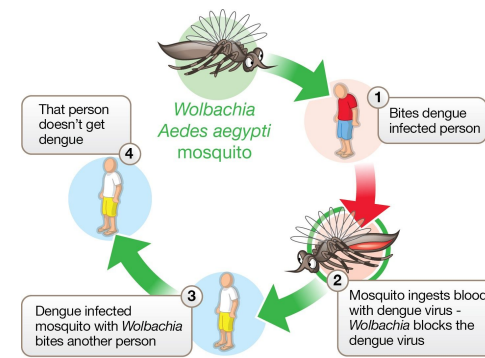 Wolbachia
Aedes aegypti
mosquito
1
Bites dengue
infected person
2
Mosquito ingests blood
with dengue virus -
Wolbachia blocks the
dengue virus
3
Dengue infected
mosquito with Wolbachia
bites another person
4
That person
doesn't get
dengue